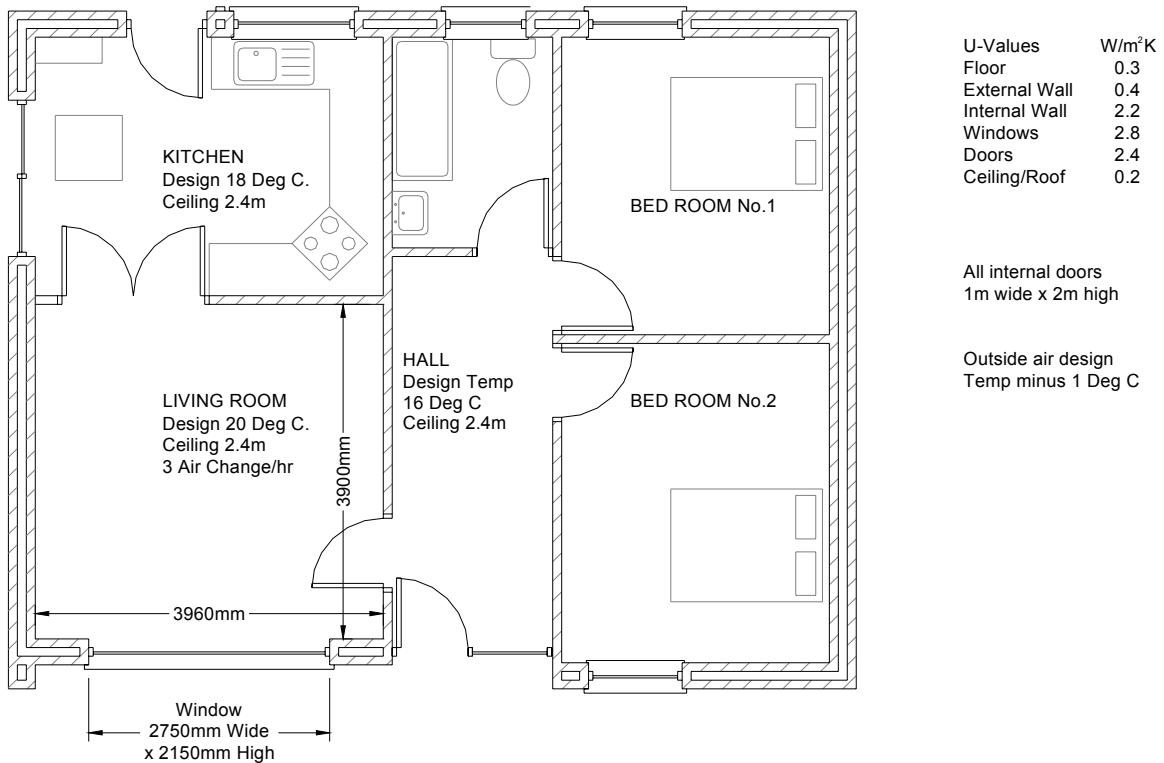 KITCHEN
Design 18 Deg C.
Ceiling 2.4m
BED ROOM No.1
LIVING ROOM
Design 20 Deg C.
Ceiling 2.4m
3 Air Change/hr
3900mm
3960mm
HALL
Design Temp
16 Deg C
Ceiling 2.4m
BED ROOM No.2
Window
2750mm Wide
x 2150mm High
U-Values W/m²K
Floor 0.3
External Wall 0.4
Internal Wall 2.2
Windows 2.8
Doors 2.4
Ceiling/Roof 0.2
All internal doors
1m wide x 2m high
Outside air design
Temp minus 1 Deg C